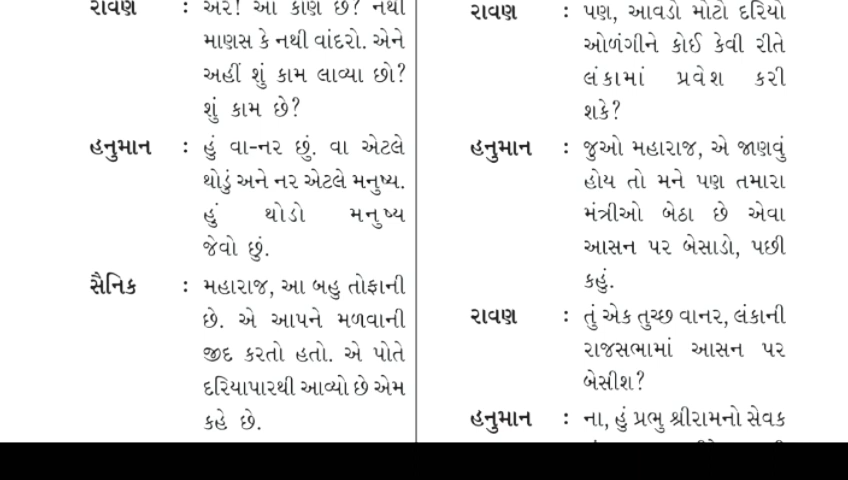 રાવણ : અરે! આ કોણ છે? નથી
માણસ કે નથી વાંદરો. એને
અહીં શું કામ લાવ્યા છો?
શું કામ છે?
હનુમાન : હું વા-નર છું. વા એટલે
થોડું અને નર એટલે મનુષ્ય.
હું થોડો મનુષ્ય
જેવો છું.
સૈનિક : મહારાજ, આ બહુ તોફાની
છે. એ આપને મળવાની
જીદ કરતો હતો. એ પોતે
દરિયાપારથી આવ્યો છે એમ
કહે છે.
રાવણ : પણ, આવડો મોટો દરિયો
ઓળંગીને કોઈ કેવી રીતે
લંકામાં પ્રવેશ કરી
શકે?
હનુમાન : જુઓ મહારાજ, એ જાણવું
હોય તો મને પણ તમારા
મંત્રીઓ બેઠા છે એવા
આસન પર બેસાડો, પછી
કહું.
રાવણ : તું એક તુચ્છ વાનર, લંકાની
રાજસભામાં આસન પર
બેસીશ?
હનુમાન : ના, હું પ્રભુ શ્રીરામનો સેવક